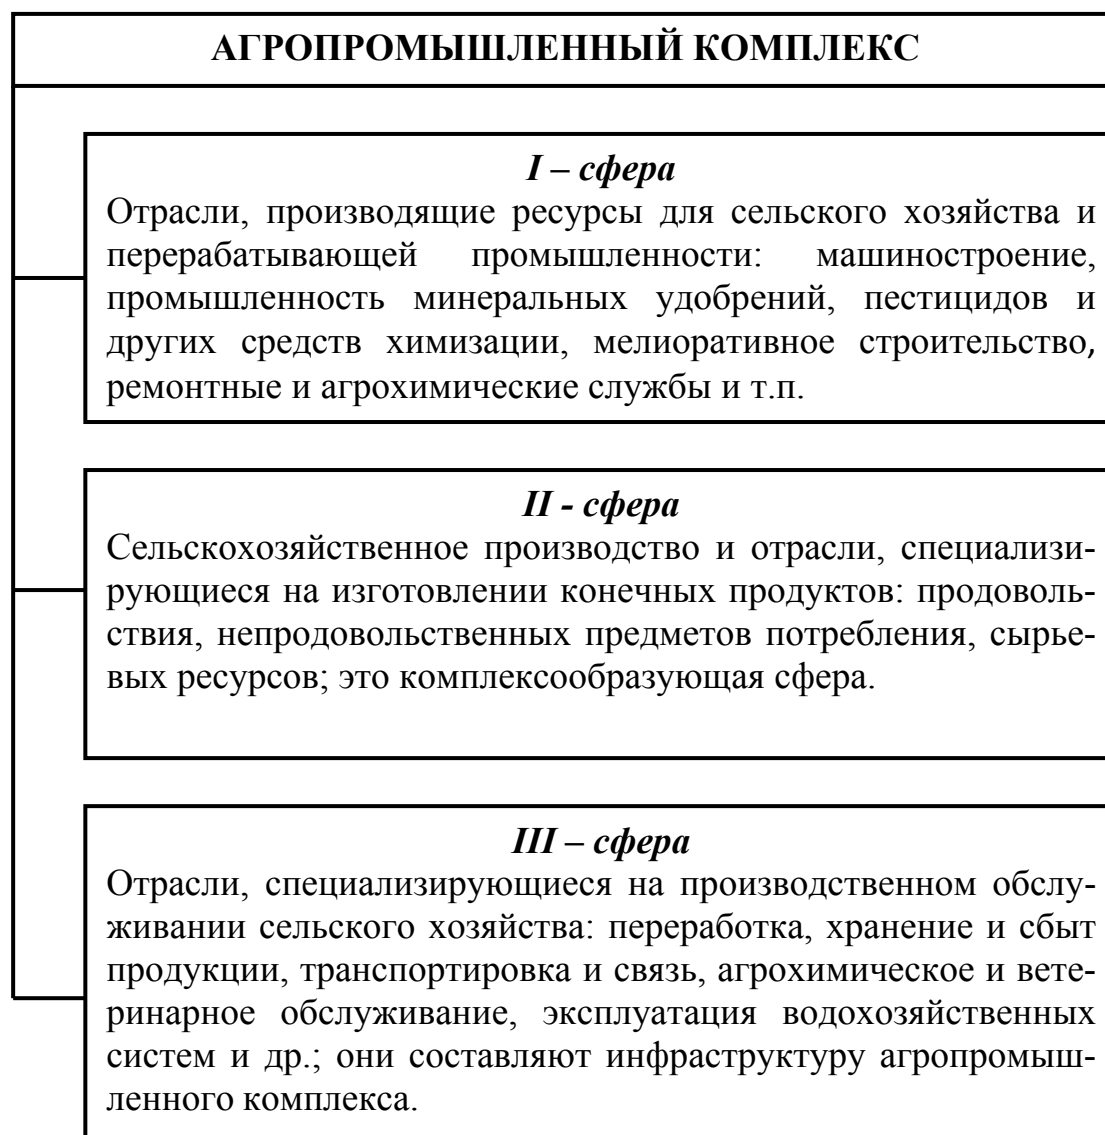 АГРОПРОМЫШЛЕННЫЙ КОМПЛЕКС
I – сфера
Отрасли, производящие ресурсы для сельского хозяйства и
перерабатывающей промышленности: машиностроение,
промышленность минеральных удобрений, пестицидов и
других средств химизации, мелиоративное строительство,
ремонтные и агрохимические службы и т.п.
II - сфера
Сельскохозяйственное производство и отрасли, специализи-
рующиеся на изготовлении конечных продуктов: продоволь-
ствия, непродовольственных предметов потребления, сырье-
вых ресурсов; это комплексообразующая сфера.
III – сфера
Отрасли, специализирующиеся на производственном обслу-
живании сельского хозяйства: переработка, хранение и сбыт
продукции, транспортировка и связь, агрохимическое и вете-
ринарное обслуживание, эксплуатация водохозяйственных
систем и др.; они составляют инфраструктуру агропромыш-
ленного комплекса.